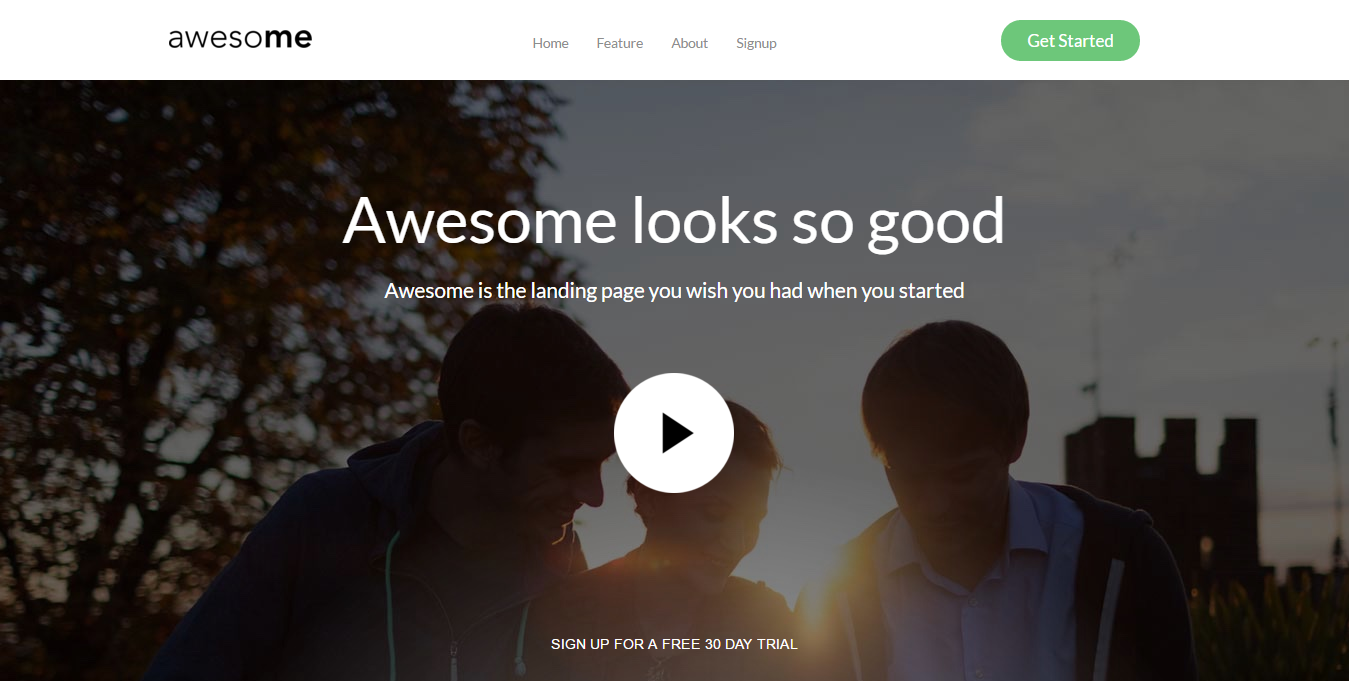 awesome
Home
Feature
About
Signup
Get Started
Awesome looks so good
Awesome is the landing page you wish you had when you started
SIGN UP FOR A FREE 30 DAY TRIAL